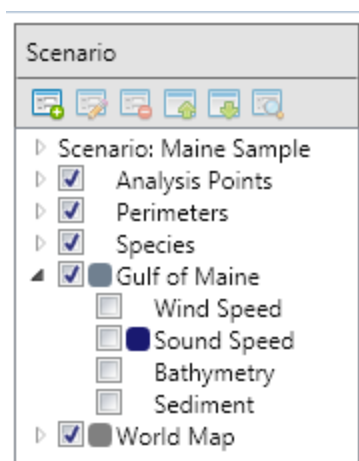 Scenario
Scenario: Maine Sample
Analysis Points
Perimeters
Species
Gulf of Maine
Wind Speed
Sound Speed
Bathymetry
Sediment
World Map